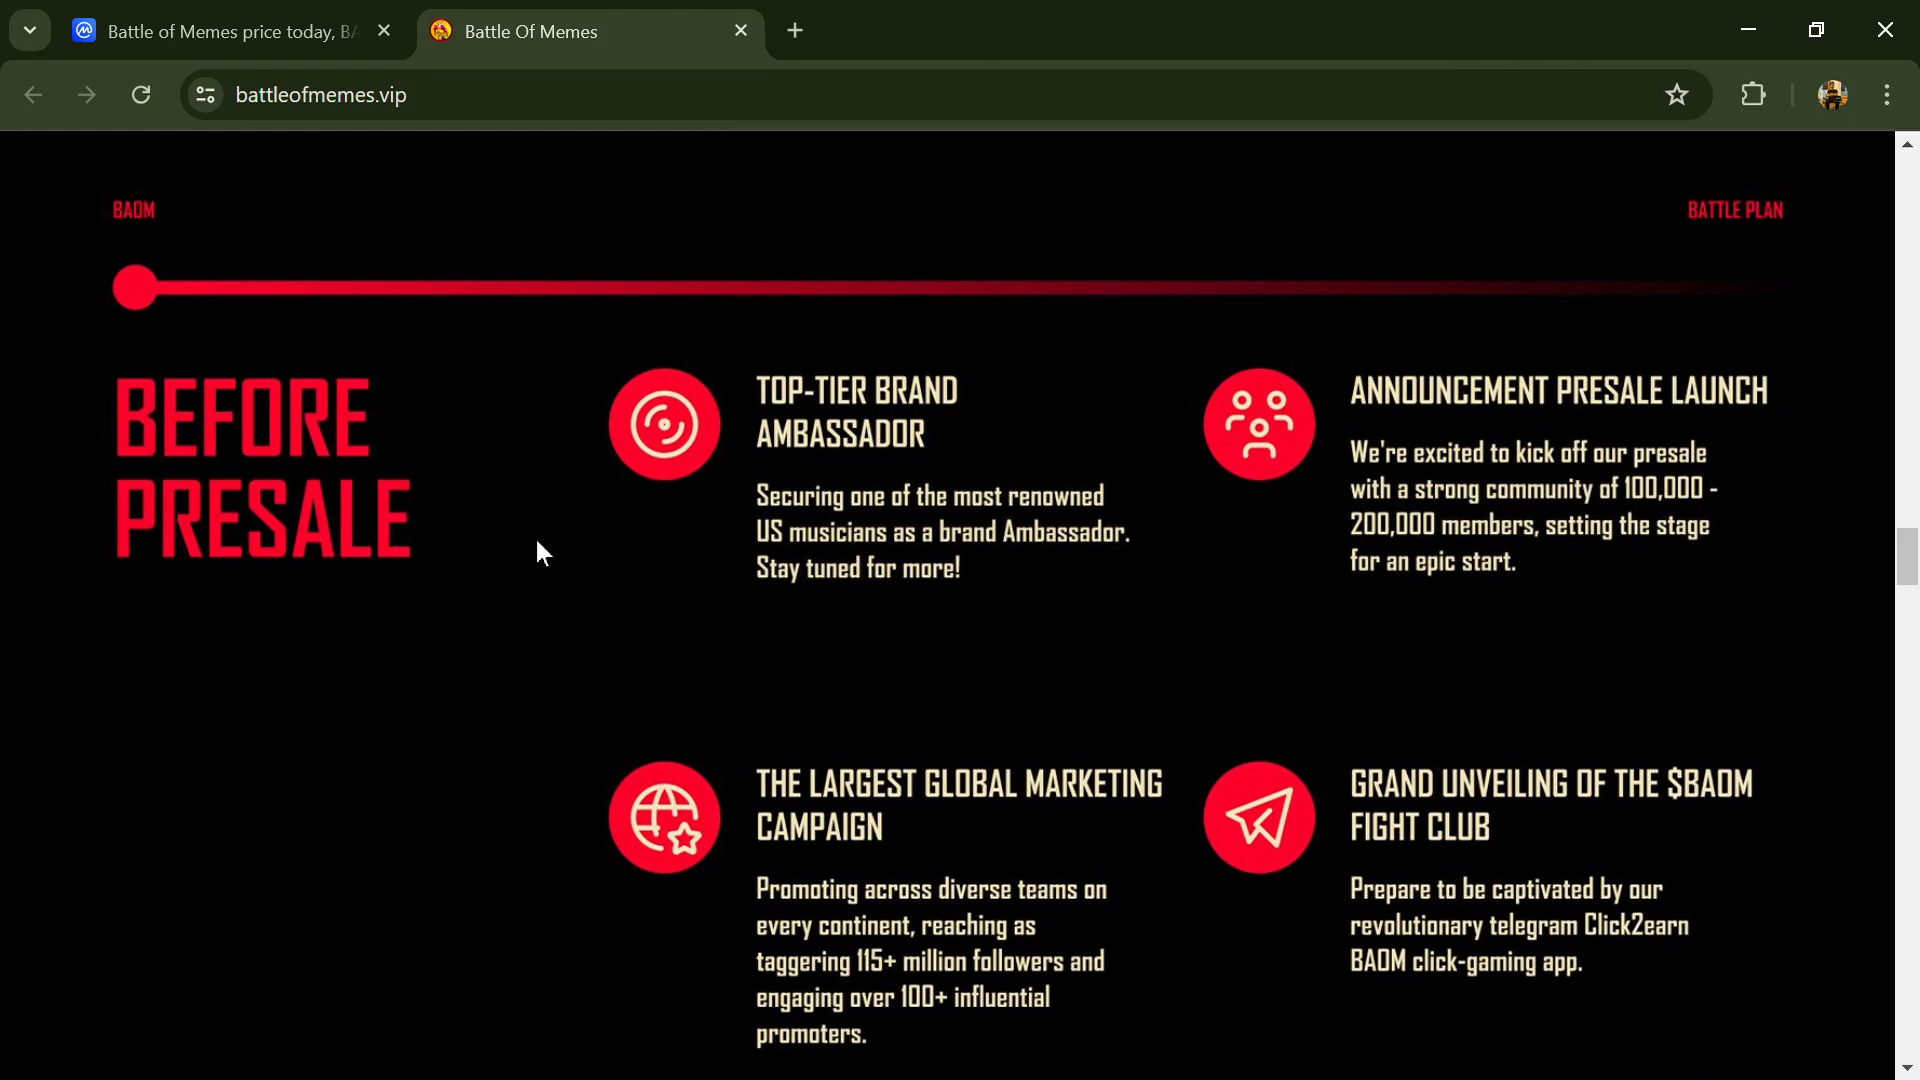 Battle of Memes price today, BA
Battle Of Memes
battleofmemes.vip
BAOM
BATTLE PLAN
BEFORE
PRESALE
TOP-TIER BRAND
AMBASSADOR
Securing one of the most renowned
US musicians as a brand Ambassador.
Stay tuned for more!
ANNOUNCEMENT PRESALE LAUNCH
We're excited to kick off our presale
with a strong community of 100,000 -
200,000 members, setting the stage
for an epic start.
THE LARGEST GLOBAL MARKETING
CAMPAIGN
Promoting across diverse teams on
every continent, reaching as
taggering 115+ million followers and
engaging over 100+ influential
promoters.
GRAND UNVEILING OF THE $BAOM
FIGHT CLUB
Prepare to be captivated by our
revolutionary telegram Click2earn
BAOM click-gaming app.